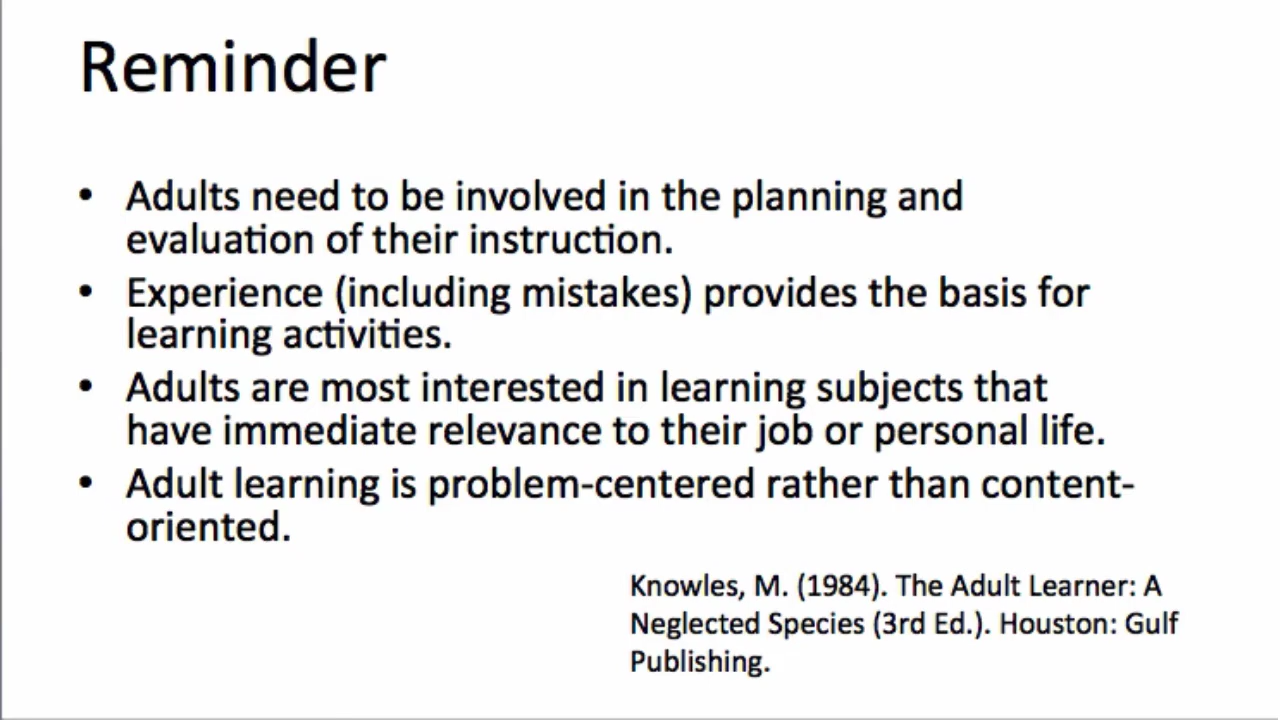 Reminder
• Adults need to be involved in the planning and
evaluation of their instruction.
• Experience (including mistakes) provides the basis for
learning activities.
• Adults are most interested in learning subjects that
have immediate relevance to their job or personal life.
• Adult learning is problem-centered rather than content-
oriented.
Knowles, M. (1984). The Adult Learner: A
Neglected Species (3rd Ed.). Houston: Gulf
Publishing.